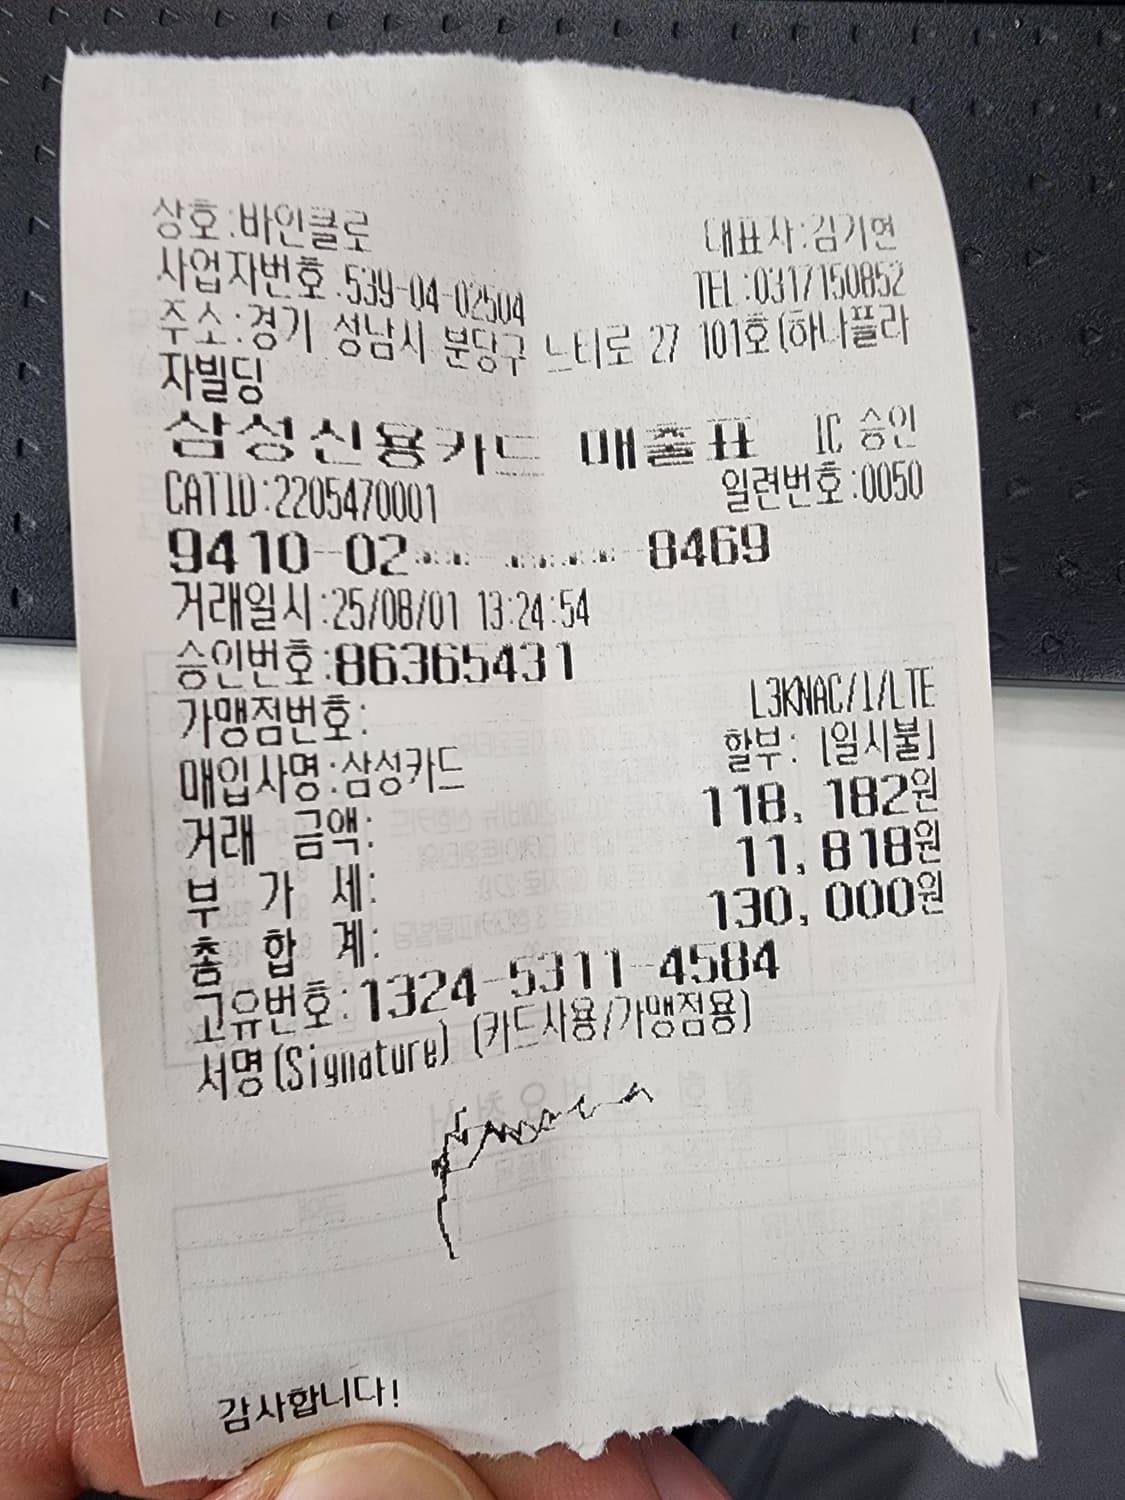 상호:바인클로 대표자:김기현
사업자번호:539-04-02504 TEL:0317150852
주소:경기 성남시 분당구 느티로 27 101호(하나플라
자빌딩
삼성신용카드 매출표 IC 승인
CATID:2205470001 일련번호:0050
9410-02**-****-8469
거래일시:25/08/01 13:24:54
승인번호:86365431
가맹점번호: L3KNAC/1/LTE
매입사명:삼성카드 할부: [일시불]
거래 금액: 118,182원
부 가 세: 11,818원
총 합 계: 130,000원
고유번호:1324-5311-4584
서명(Signature) (카드사용/가맹점용)
감사합니다!